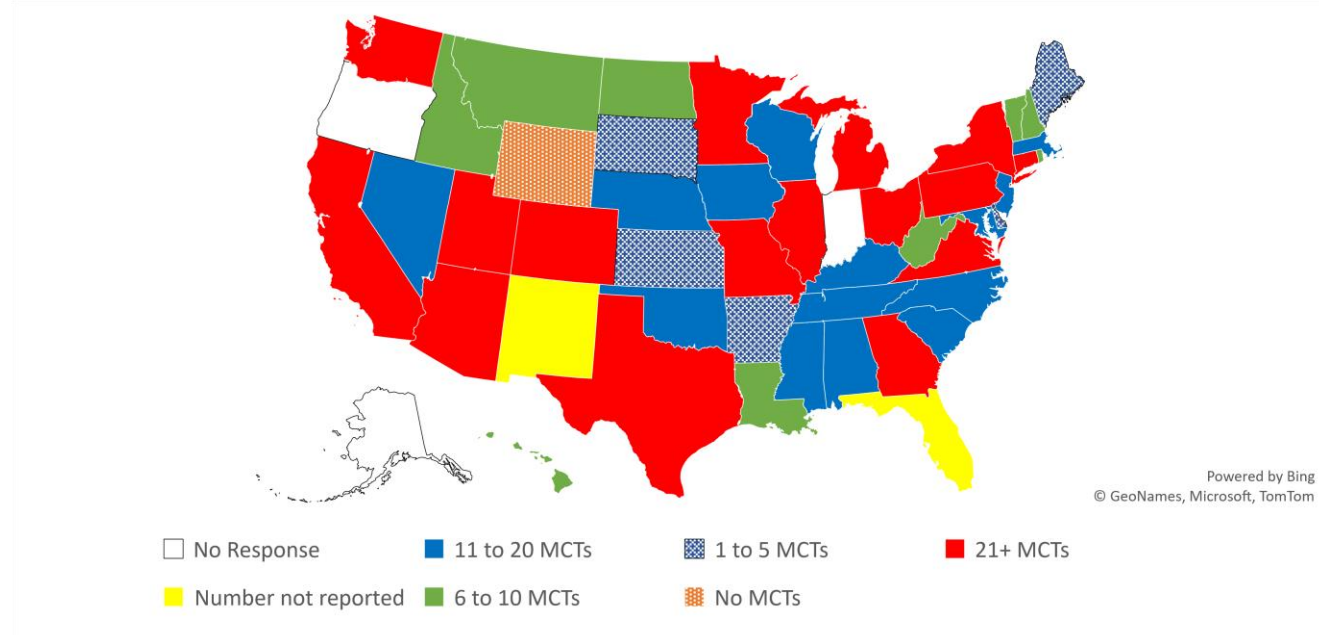 Powered by Bing
© GeoNames, Microsoft, TomTom
No Response
11 to 20 MCTs
1 to 5 MCTs
21+ MCTs
Number not reported
6 to 10 MCTs
No MCTs